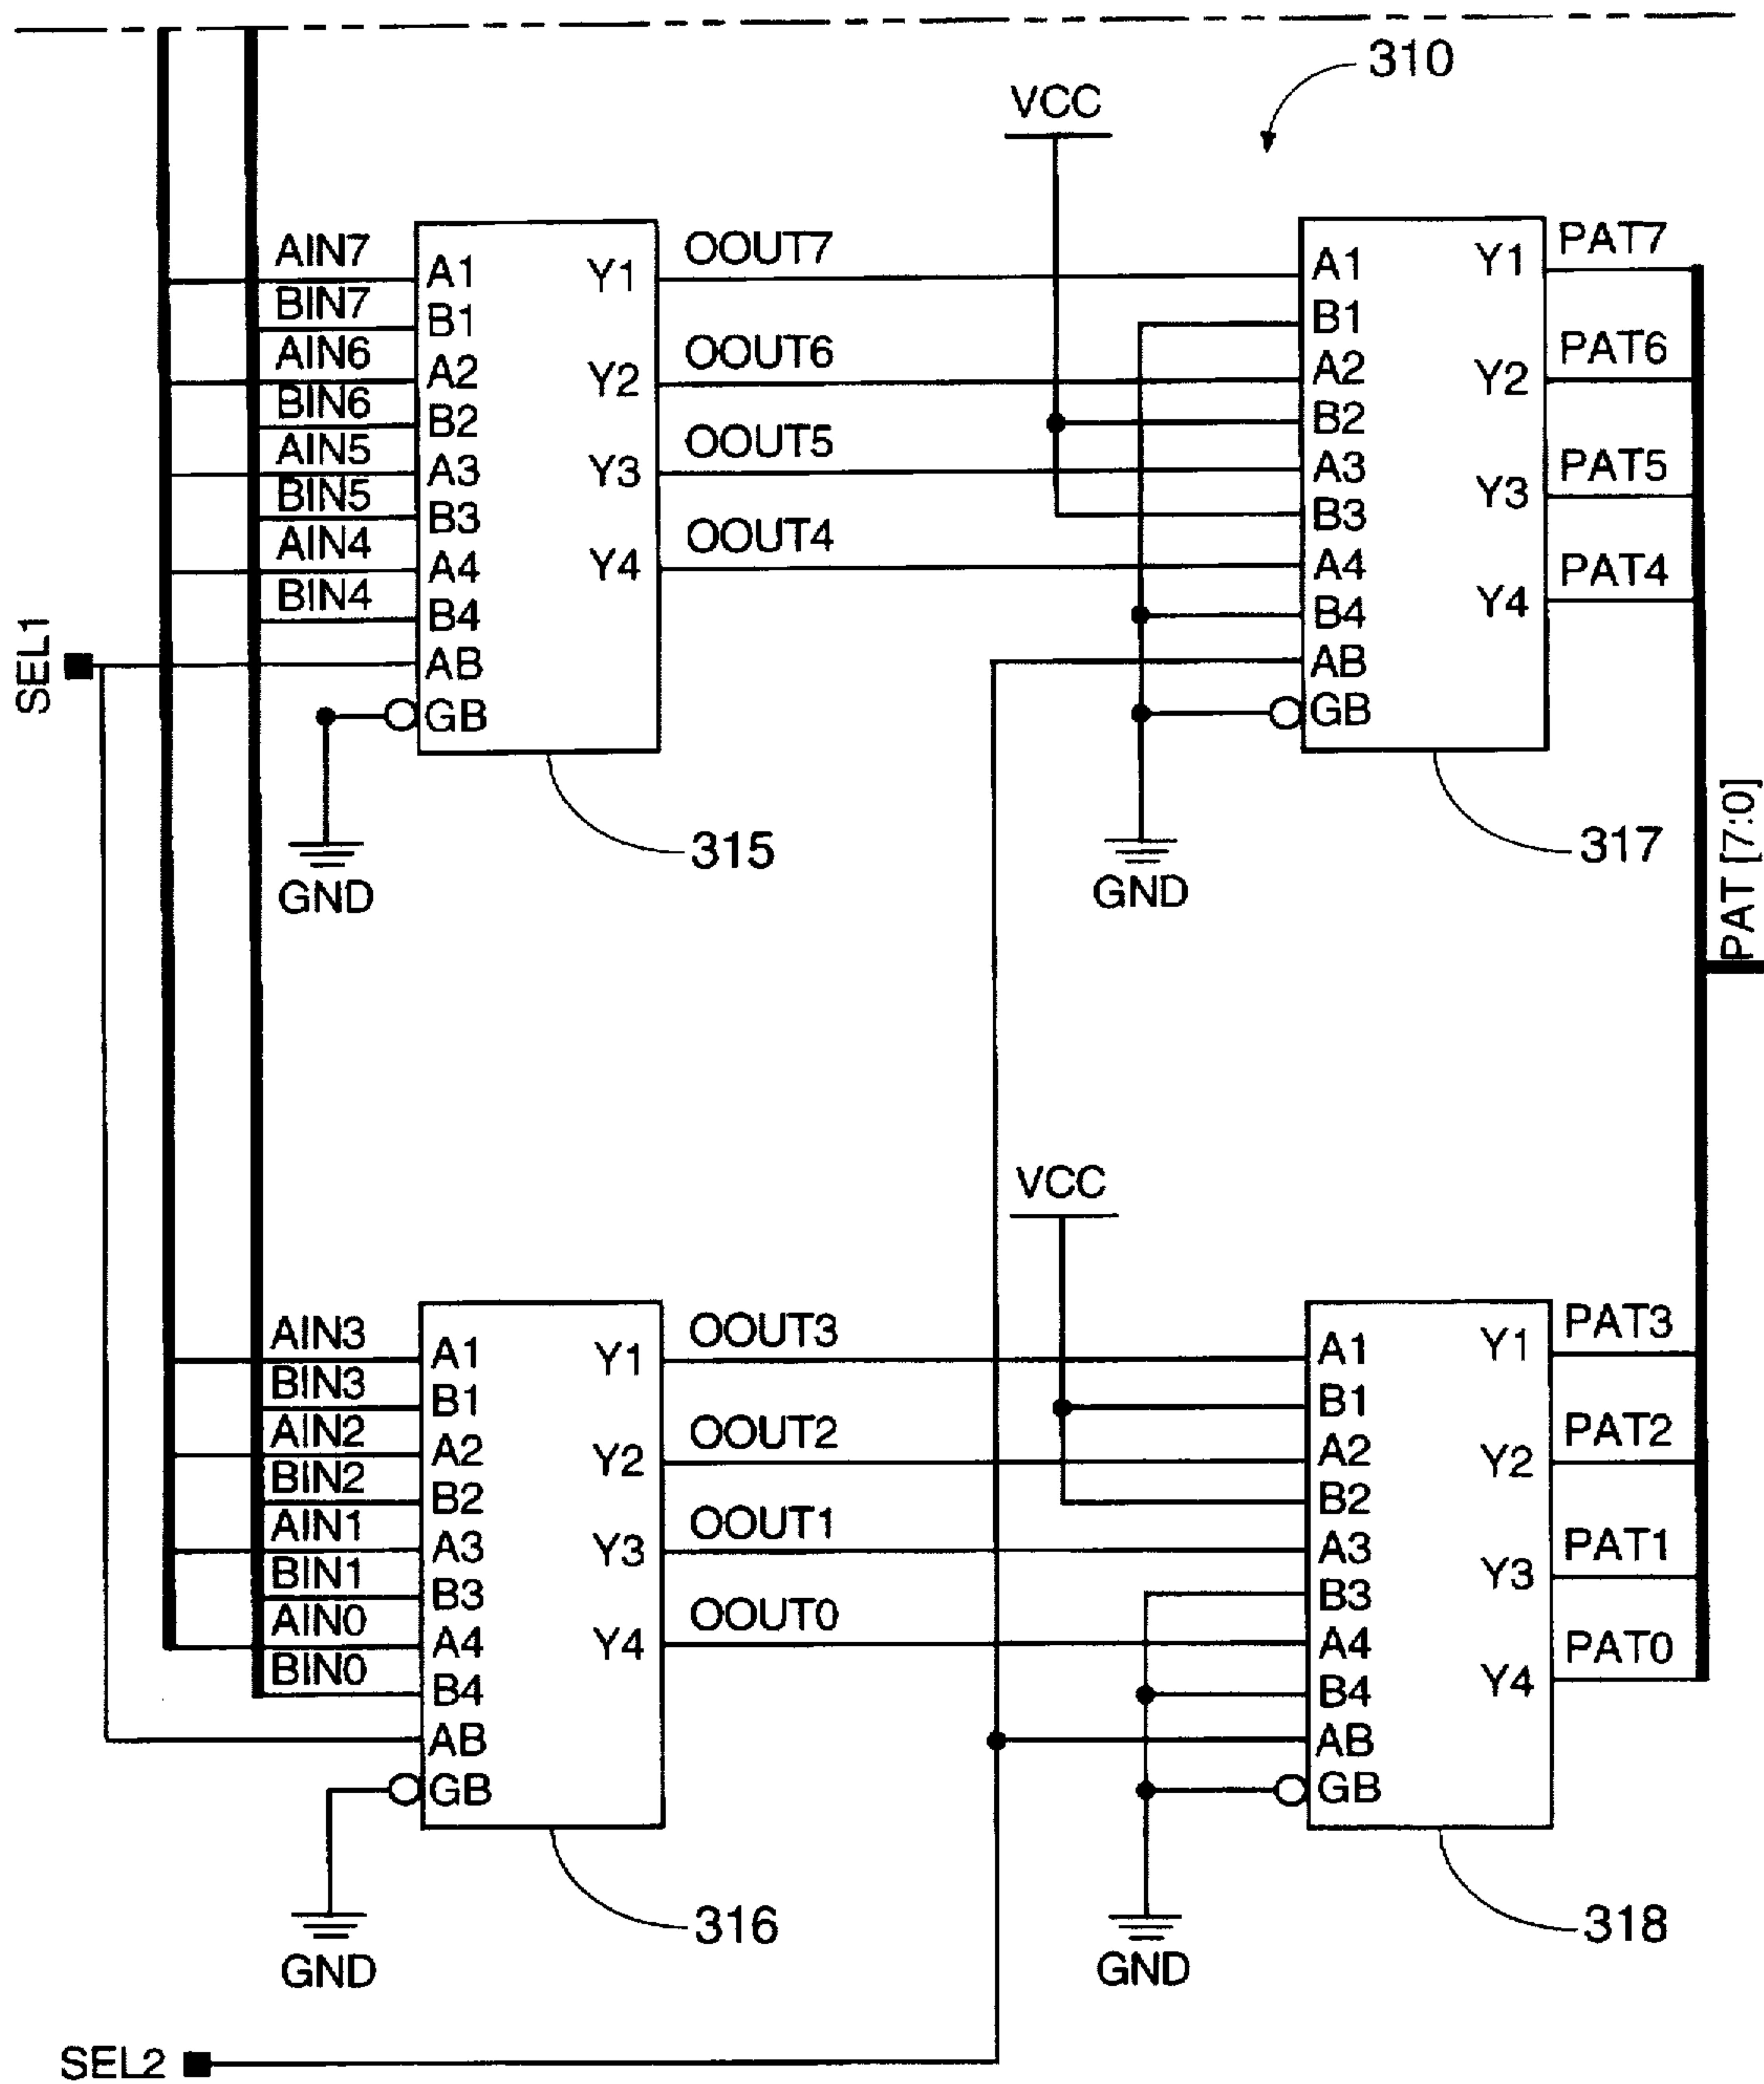 310
VCC
AIN7 A1 Y1 OOUT7 A1 Y1 PAT7
BIN7 B1 B1
AIN6 A2 Y2 OOUT6 A2 Y2 PAT6
BIN6 B2 B2
AIN5 A3 Y3 OOUT5 A3 Y3 PAT5
BIN5 B3 B3
AIN4 A4 Y4 OOUT4 A4 Y4 PAT4
BIN4 B4 B4
SEL1 AB AB
GB GB
315 317
GND GND
PAT [7:0]
VCC
AIN3 A1 Y1 OOUT3 A1 Y1 PAT3
BIN3 B1 B1
AIN2 A2 Y2 OOUT2 A2 Y2 PAT2
BIN2 B2 B2
AIN1 A3 Y3 OOUT1 A3 Y3 PAT1
BIN1 B3 B3
AIN0 A4 Y4 OOUT0 A4 Y4 PAT0
BIN0 B4 B4
AB AB
GB GB
316 318
GND GND
SEL2